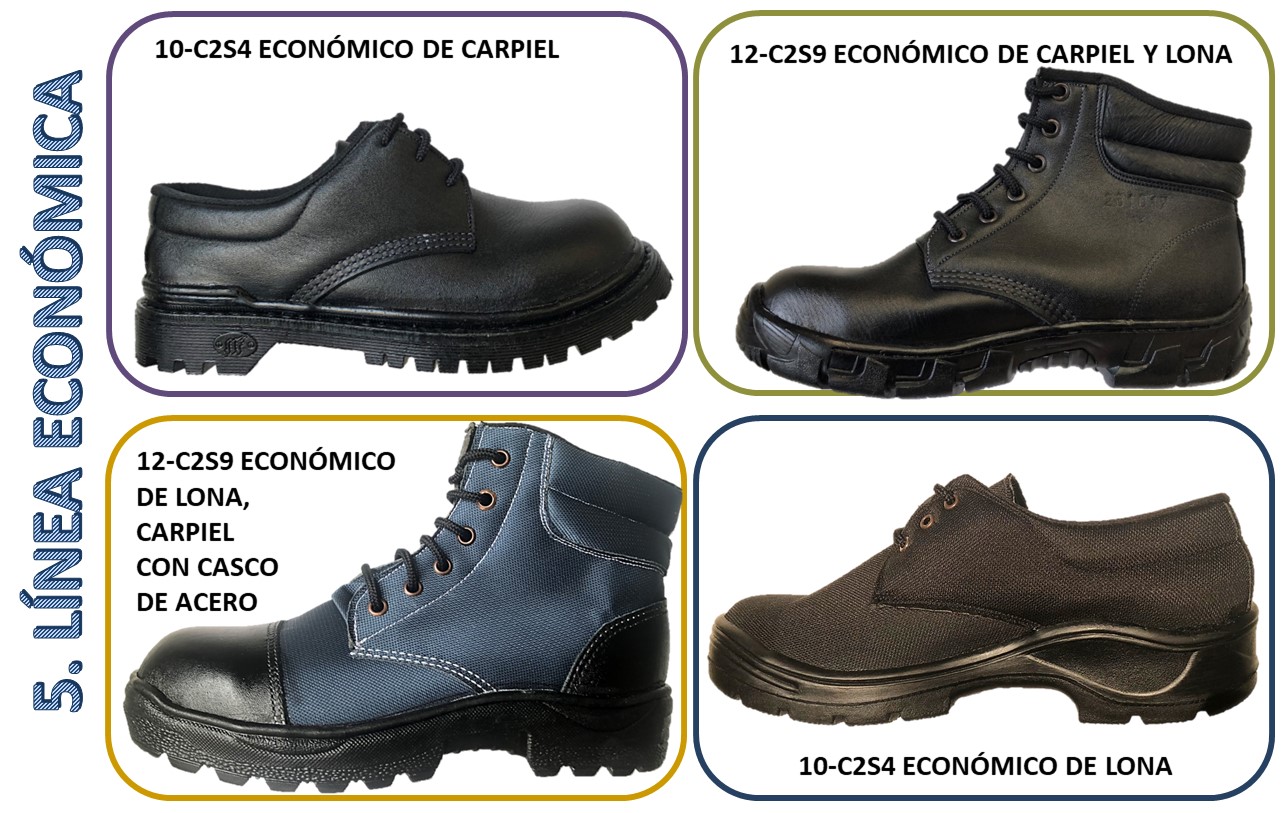 5. LÍNEA ECONÓMICA
10-C2S4 ECONÓMICO DE CARPIEL
12-C2S9 ECONÓMICO DE CARPIEL Y LONA
12-C2S9 ECONÓMICO
DE LONA,
CARPIEL
CON CASCO
DE ACERO
10-C2S4 ECONÓMICO DE LONA